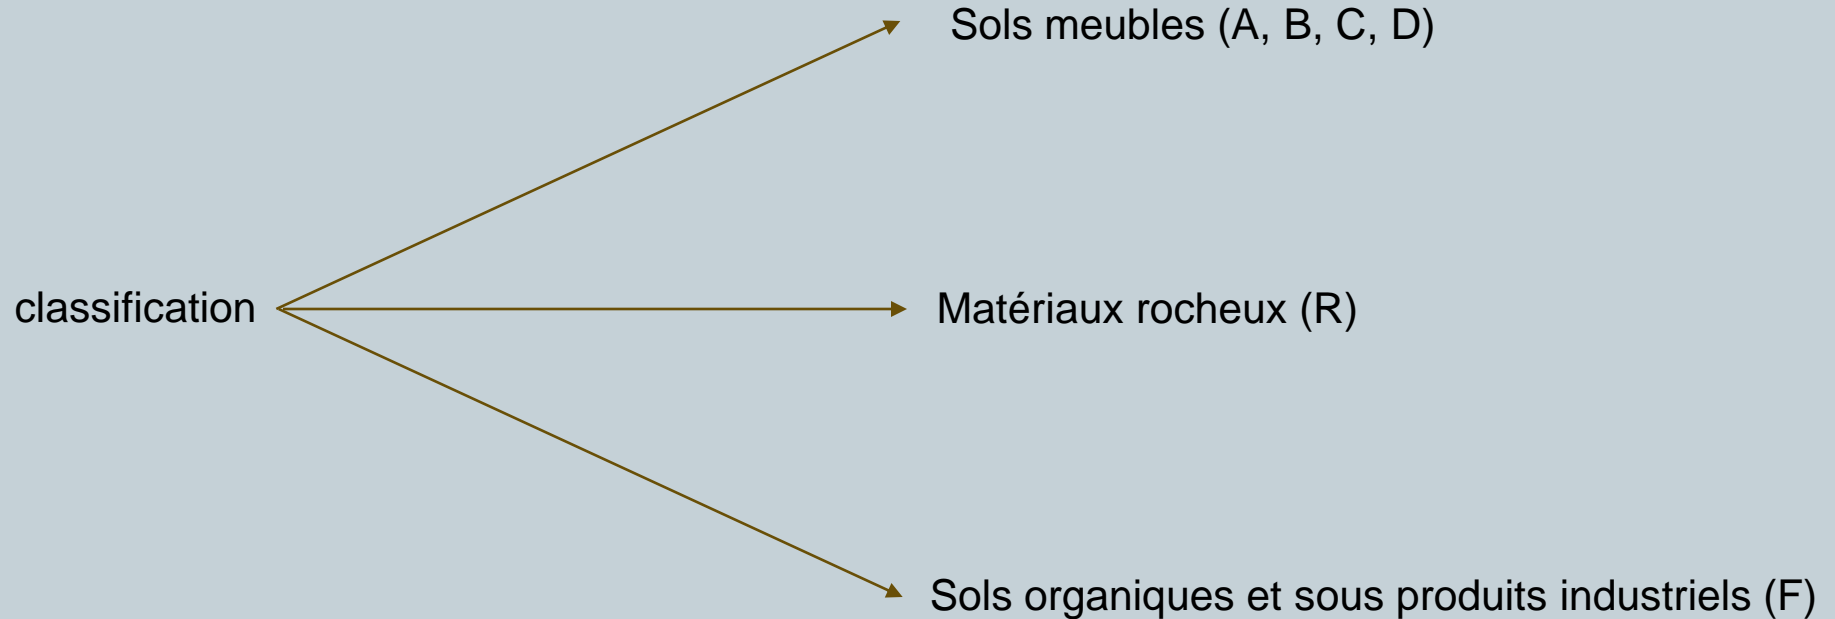 Sols meubles (A, B, C, D)
classification
Matériaux rocheux (R)
Sols organiques et sous produits industriels (F)